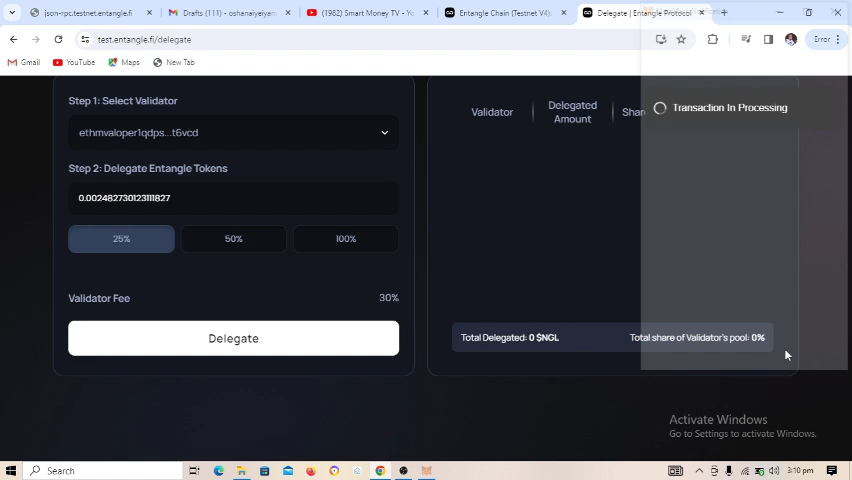 json-rpc.testnet.entangle.fi/
Drafts (111) - oshanaiyeiyam
(1982) Smart Money TV - Yo
Entangle Chain (Testnet V4).
Delegate | Entangle Protocol
test.entangle.fi/delegate
Error
Gmail
YouTube
Maps
New Tab
Step 1: Select Validator
ethmvaloper1qdps...t6vcd
Step 2: Delegate Entangle Tokens
0.002482730123111827
25%
50%
100%
Validator Fee
30%
Delegate
Validator
Delegated
Amount
Shar
Transaction In Processing
Total Delegated: 0 $NGL
Total share of Validator's pool: 0%
Activate Windows
Go to Settings to activate Windows.
Search
3:10 pm